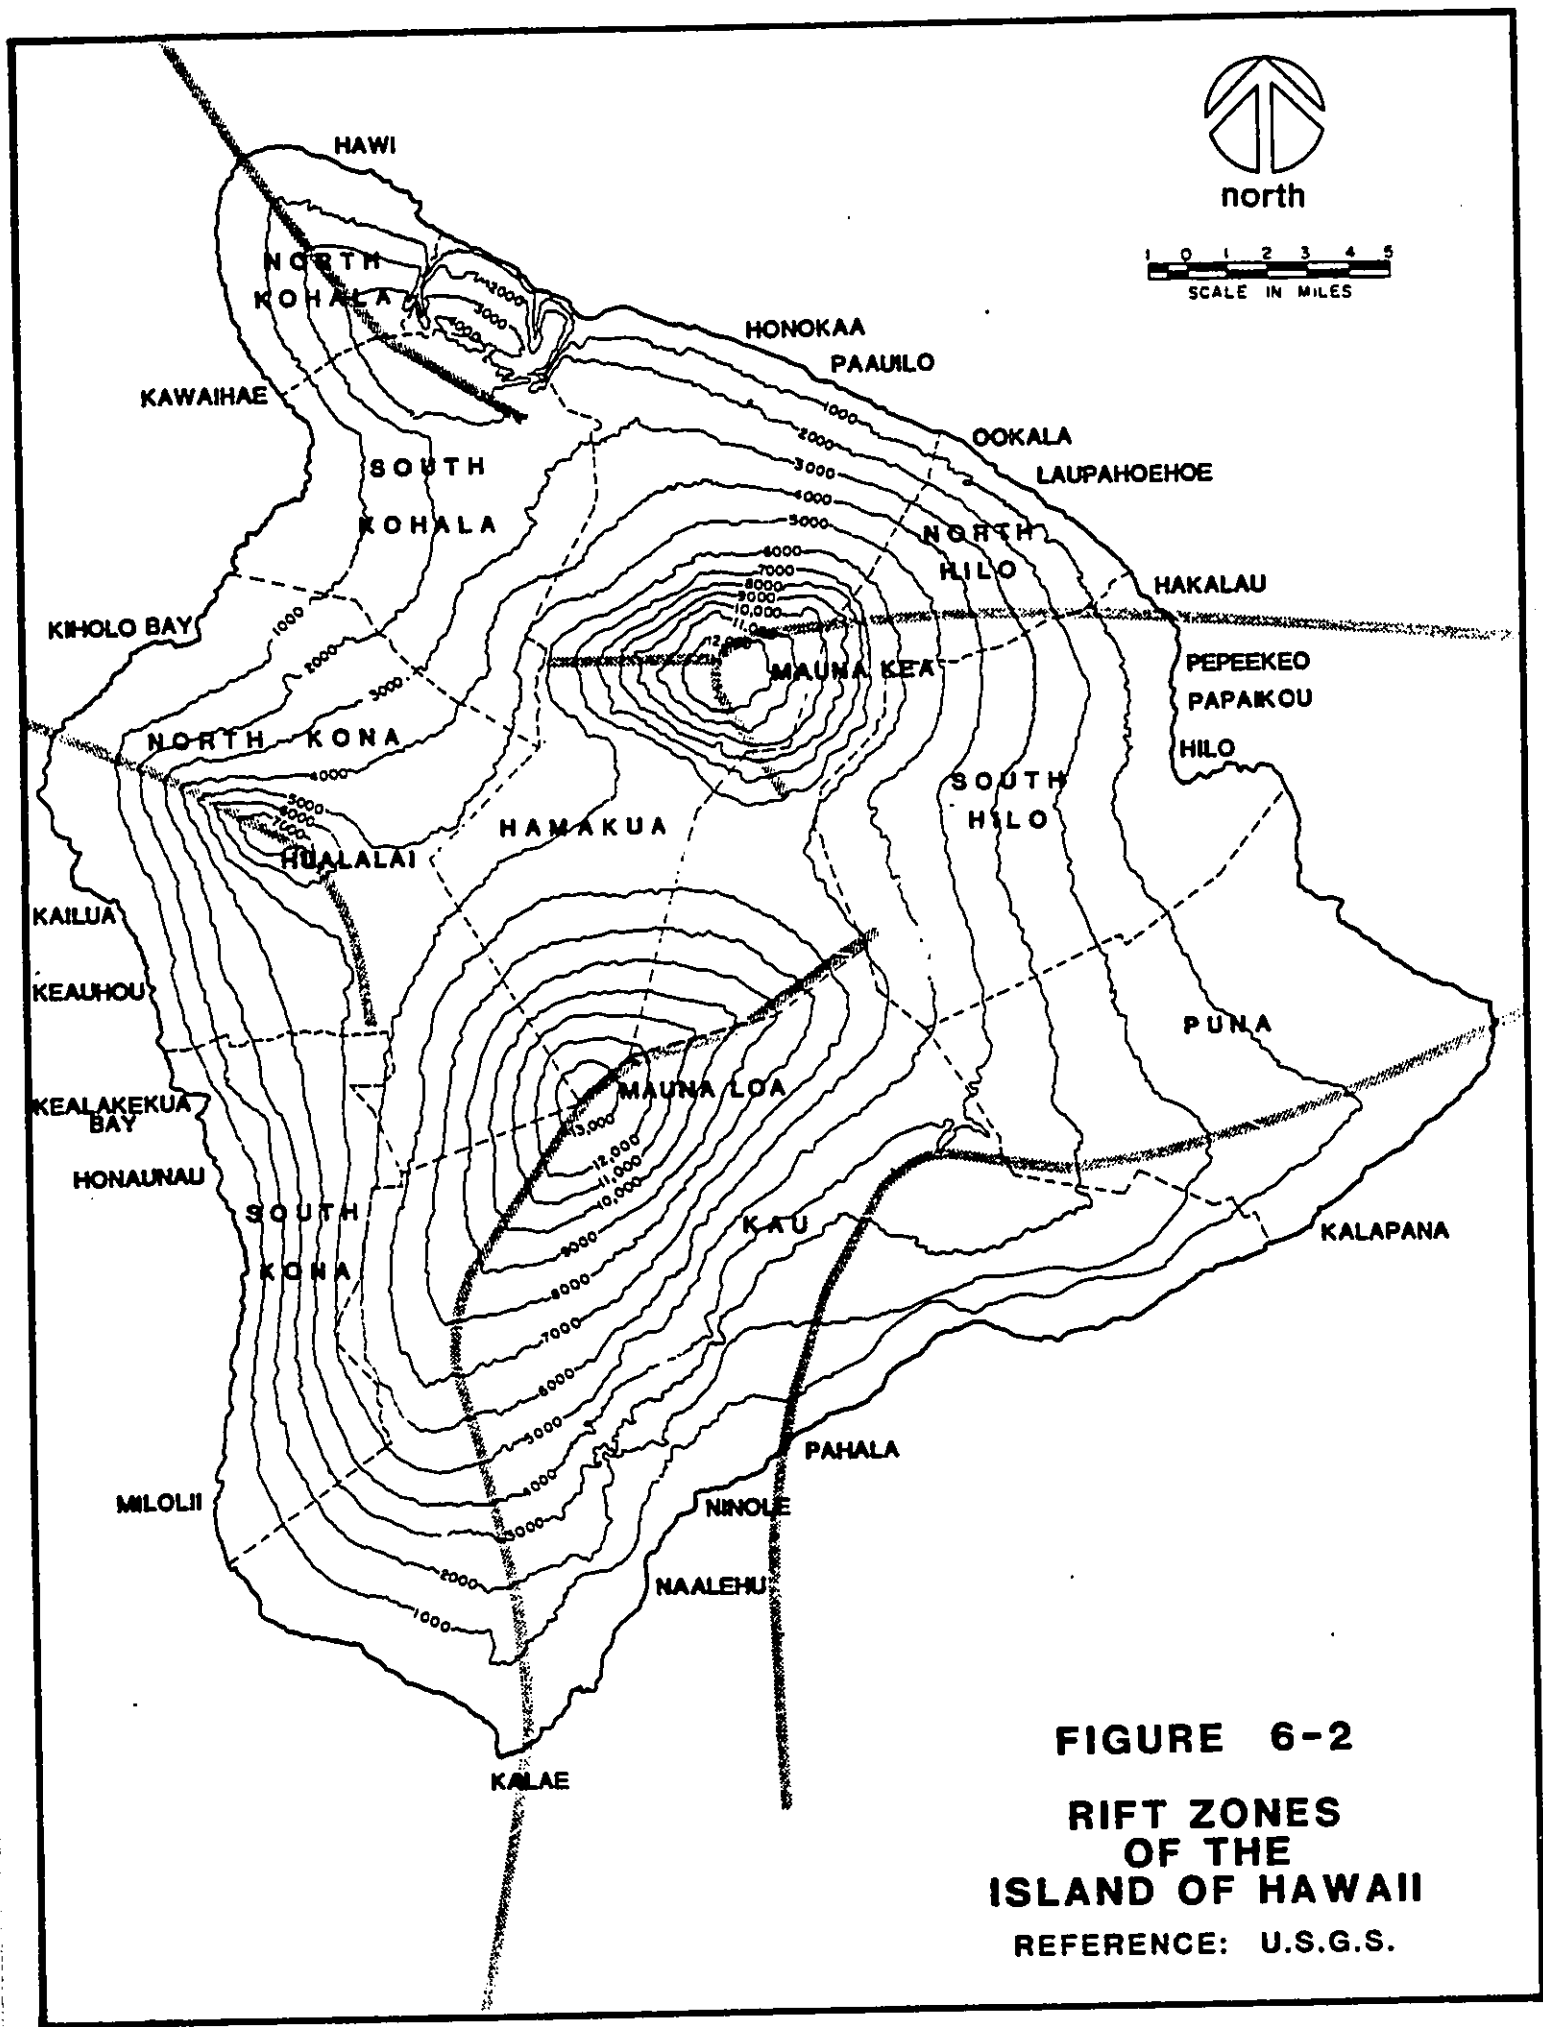 HAWI
north
1 0 1 2 3 4 5
SCALE IN MILES
NORTH
KOHALA
2000
3000
4000
HONOKAA
PAAUILO
KAWAIHAE
1000
OOKALA
2000
LAUPAHOEHOE
3000
SOUTH
4000
KOHALA
5000
NORTH
HILO
6000
7000
8000
9000
10,000
11,000
12,000
HAKALAU
KIHOLO BAY
1000
2000
3000
MAUNA KEA
PEPEEKEO
PAPAIKOU
NORTH KONA
HILO
4000
5000
6000
7000
SOUTH
HILO
HAMAKUA
HUALALAI
KAILUA
KEAUHOU
PUNA
MAUNA LOA
KEALAKEKUA
BAY
13,000
12,000
11,000
10,000
HONAUNAU
SOUTH
KONA
KAU
KALAPANA
9000
8000
7000
6000
5000
4000
3000
2000
1000
PAHALA
MILOLII
NINOLE
NAALEHU
KALAE
FIGURE 6-2
RIFT ZONES
OF THE
ISLAND OF HAWAII
REFERENCE: U.S.G.S.